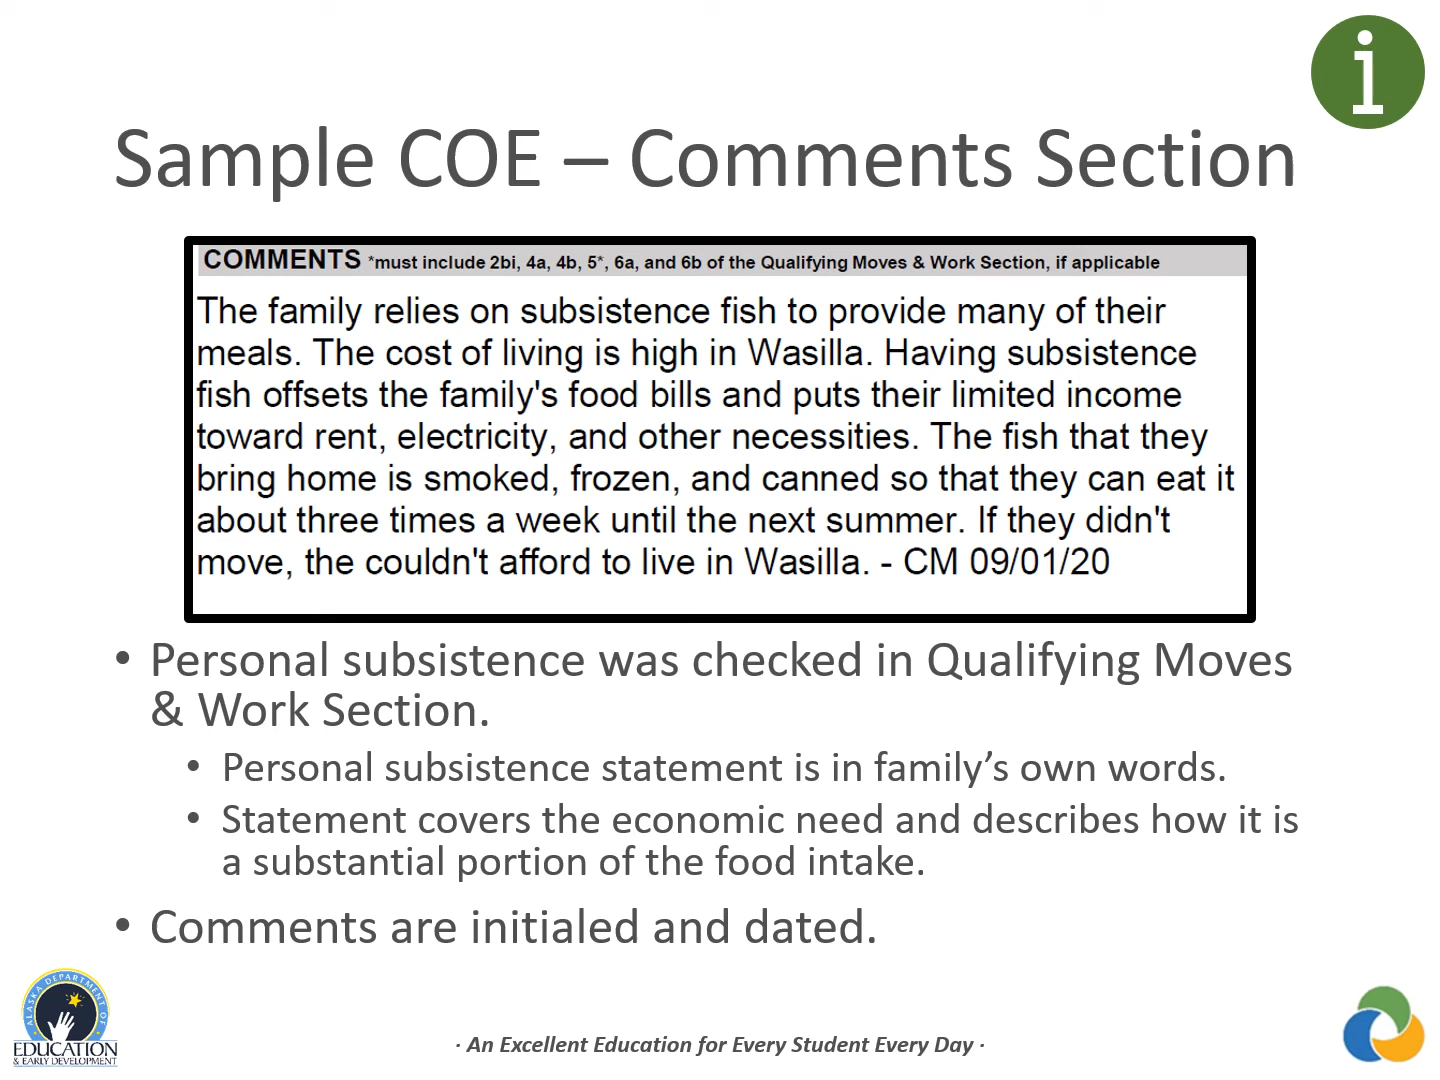 i
Sample COE – Comments Section
COMMENTS *must include 2bi, 4a, 4b, 5*, 6a, and 6b of the Qualifying Moves & Work Section, if applicable
The family relies on subsistence fish to provide many of their
meals. The cost of living is high in Wasilla. Having subsistence
fish offsets the family's food bills and puts their limited income
toward rent, electricity, and other necessities. The fish that they
bring home is smoked, frozen, and canned so that they can eat it
about three times a week until the next summer. If they didn't
move, the couldn't afford to live in Wasilla. - CM 09/01/20
• Personal subsistence was checked in Qualifying Moves
& Work Section.
• Personal subsistence statement is in family’s own words.
• Statement covers the economic need and describes how it is
a substantial portion of the food intake.
• Comments are initialed and dated.
ALASKA DEPARTMENT OF
EDUCATION
& EARLY DEVELOPMENT
· An Excellent Education for Every Student Every Day ·